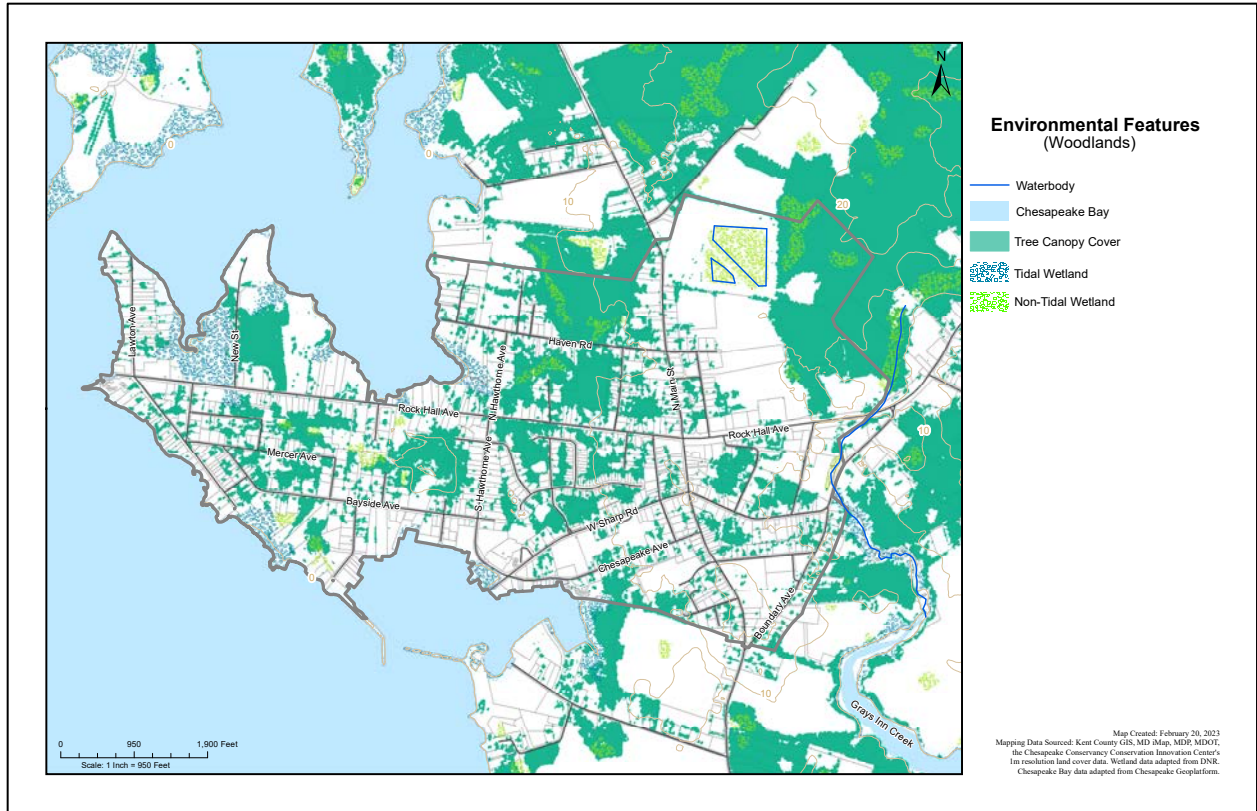 N
0
0
10
20
Lawton Ave
New St
Haven Rd
N Hawthorne Ave
N Main St
Rock Hall Ave
Rock Hall Ave
10
Mercer Ave
S Hawthorne Ave
Bayside Ave
W Sharp Rd
Chesapeake Ave
0
Boundary Ave
10
Grays Inn Creek
0 950 1,900 Feet
Scale: 1 Inch = 950 Feet
Environmental Features
(Woodlands)
Waterbody
Chesapeake Bay
Tree Canopy Cover
Tidal Wetland
Non-Tidal Wetland
Map Created: February 20, 2023
Mapping Data Sourced: Kent County GIS, MD iMap, MDP, MDOT,
the Chesapeake Conservancy Conservation Innovation Center's
1m resolution land cover data. Wetland data adapted from DNR.
Chesapeake Bay data adapted from Chesapeake Geoplatform.